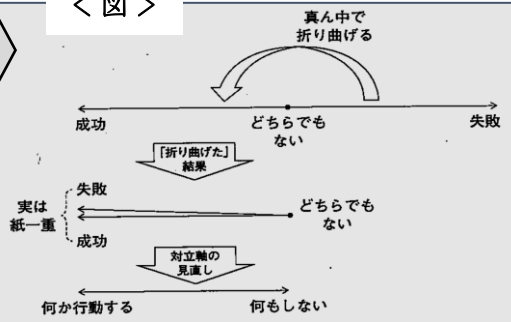 ＜図＞
真ん中で
折り曲げる
成功
どちらでも
ない
失敗
「折り曲げた」
結果
失敗
実は
紙一重
成功
どちらでも
ない
対立軸の
見直し
何か行動する
何もしない